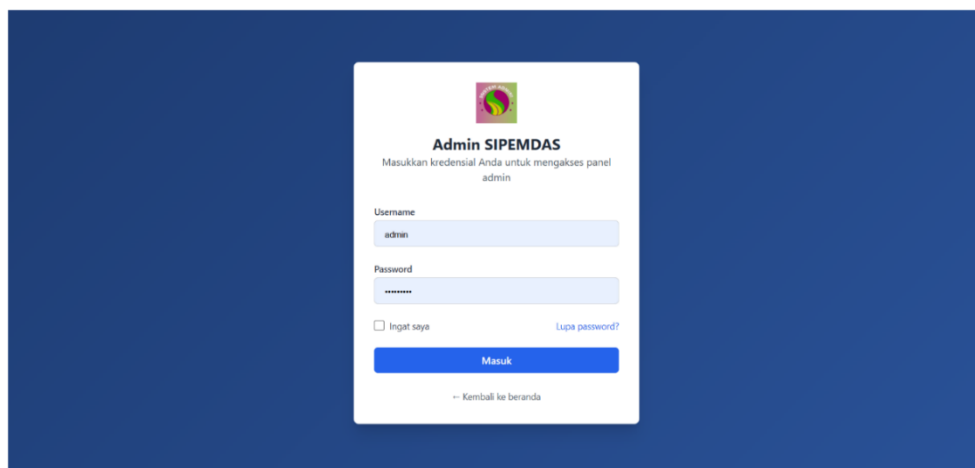 Admin SIPEMDAS
Masukkan kredensial Anda untuk mengakses panel
admin
Username
admin
Password
•••••••••
Ingat saya
Lupa password?
Masuk
← Kembali ke beranda